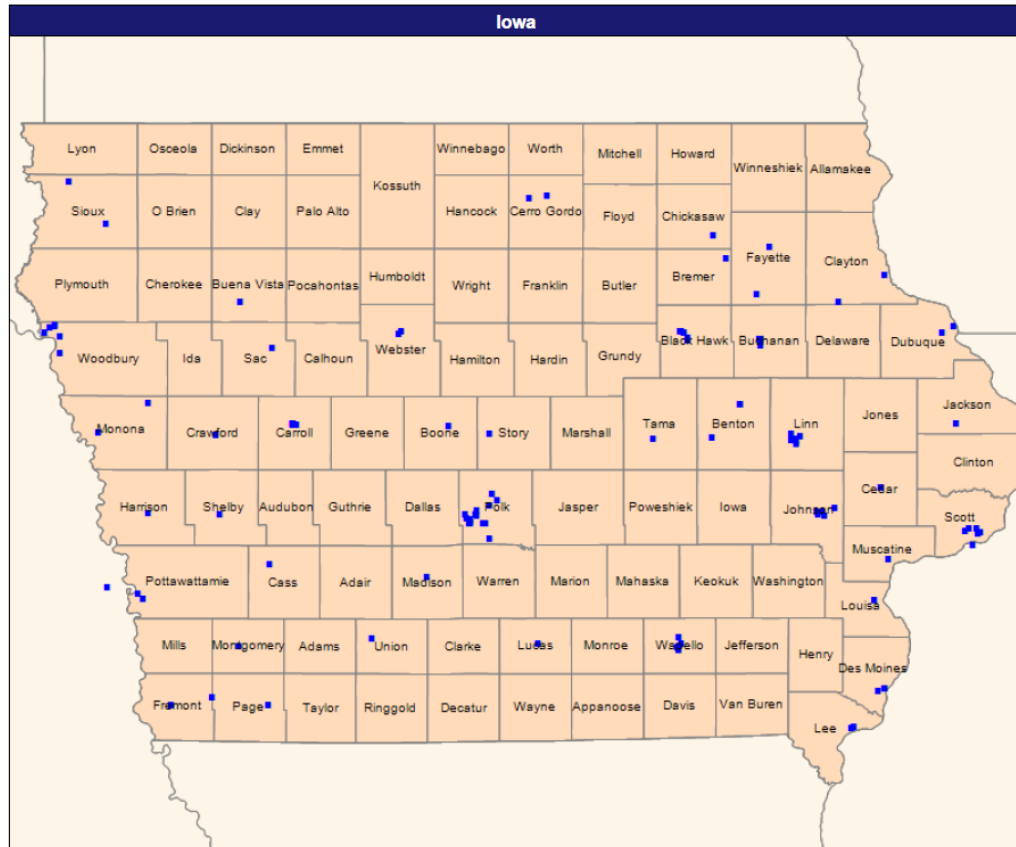 Iowa
Lyon
Osceola
Dickinson
Emmet
Kossuth
Winnebago
Worth
Mitchell
Howard
Winneshiek
Allamakee
Sioux
O Brien
Clay
Palo Alto
Hancock
Cerro Gordo
Floyd
Chickasaw
Fayette
Clayton
Plymouth
Cherokee
Buena Vista
Pocahontas
Humboldt
Wright
Franklin
Butler
Bremer
Woodbury
Ida
Sac
Calhoun
Webster
Hamilton
Hardin
Grundy
Black Hawk
Buchanan
Delaware
Dubuque
Monona
Crawford
Carroll
Greene
Boone
Story
Marshall
Tama
Benton
Linn
Jones
Jackson
Clinton
Harrison
Shelby
Audubon
Guthrie
Dallas
Polk
Jasper
Poweshiek
Iowa
Johnson
Cedar
Scott
Muscatine
Pottawattamie
Cass
Adair
Madison
Warren
Marion
Mahaska
Keokuk
Washington
Louisa
Mills
Montgomery
Adams
Union
Clarke
Lucas
Monroe
Wapello
Jefferson
Henry
Des Moines
Fremont
Page
Taylor
Ringgold
Decatur
Wayne
Appanoose
Davis
Van Buren
Lee